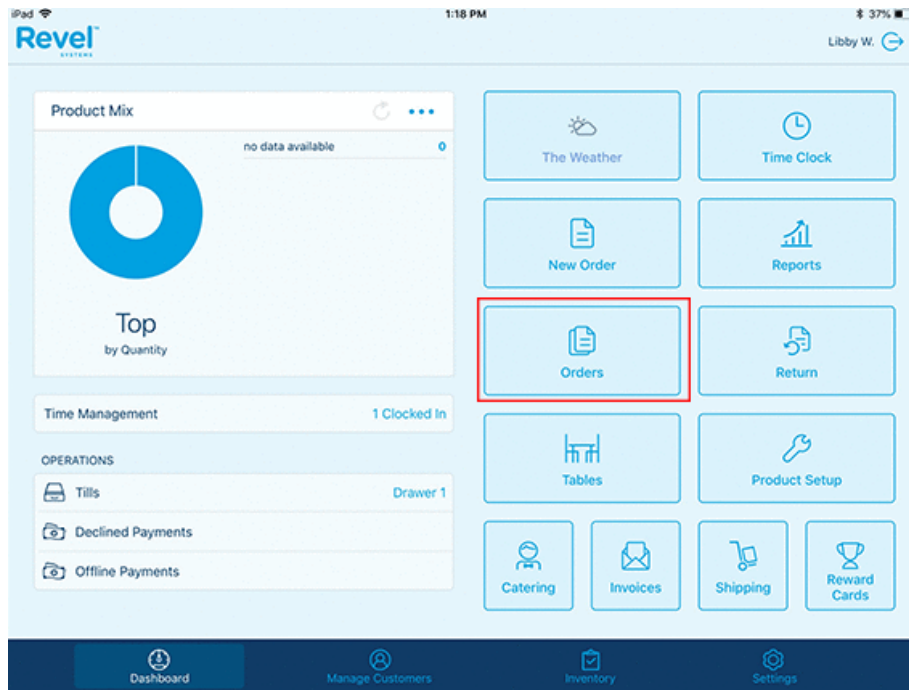 iPad 1:18 PM 37%
Revel
SYSTEMS
Libby W.
Product Mix
no data available 0
Top
by Quantity
Time Management 1 Clocked In
OPERATIONS
Tills Drawer 1
Declined Payments
Offline Payments
The Weather
Time Clock
New Order
Reports
Orders
Return
Tables
Product Setup
Catering
Invoices
Shipping
Reward
Cards
Dashboard
Manage Customers
Inventory
Settings